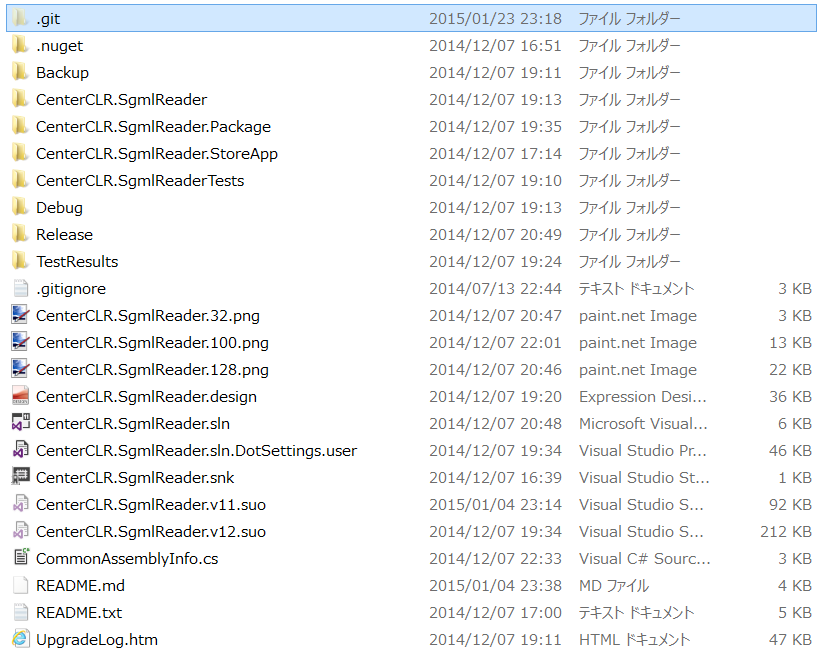 .git 2015/01/23 23:18 ファイル フォルダー
.nuget 2014/12/07 16:51 ファイル フォルダー
Backup 2014/12/07 19:11 ファイル フォルダー
CenterCLR.SgmlReader 2014/12/07 19:13 ファイル フォルダー
CenterCLR.SgmlReader.Package 2014/12/07 19:35 ファイル フォルダー
CenterCLR.SgmlReader.StoreApp 2014/12/07 17:14 ファイル フォルダー
CenterCLR.SgmlReaderTests 2014/12/07 19:10 ファイル フォルダー
Debug 2014/12/07 19:13 ファイル フォルダー
Release 2014/12/07 20:49 ファイル フォルダー
TestResults 2014/12/07 19:24 ファイル フォルダー
.gitignore 2014/07/13 22:44 テキスト ドキュメント 3 KB
CenterCLR.SgmlReader.32.png 2014/12/07 20:47 paint.net Image 3 KB
CenterCLR.SgmlReader.100.png 2014/12/07 22:01 paint.net Image 13 KB
CenterCLR.SgmlReader.128.png 2014/12/07 20:46 paint.net Image 22 KB
CenterCLR.SgmlReader.design 2014/12/07 19:20 Expression Desi... 36 KB
CenterCLR.SgmlReader.sln 2014/12/07 20:48 Microsoft Visual... 6 KB
CenterCLR.SgmlReader.sln.DotSettings.user 2014/12/07 19:34 Visual Studio Pr... 46 KB
CenterCLR.SgmlReader.snk 2014/12/07 16:39 Visual Studio St... 1 KB
CenterCLR.SgmlReader.v11.suo 2015/01/04 23:14 Visual Studio S... 92 KB
CenterCLR.SgmlReader.v12.suo 2014/12/07 19:34 Visual Studio S... 212 KB
CommonAssemblyInfo.cs 2014/12/07 22:33 Visual C# Sourc... 3 KB
README.md 2015/01/04 23:38 MD ファイル 4 KB
README.txt 2014/12/07 17:00 テキスト ドキュメント 5 KB
UpgradeLog.htm 2014/12/07 19:11 HTML ドキュメント 47 KB